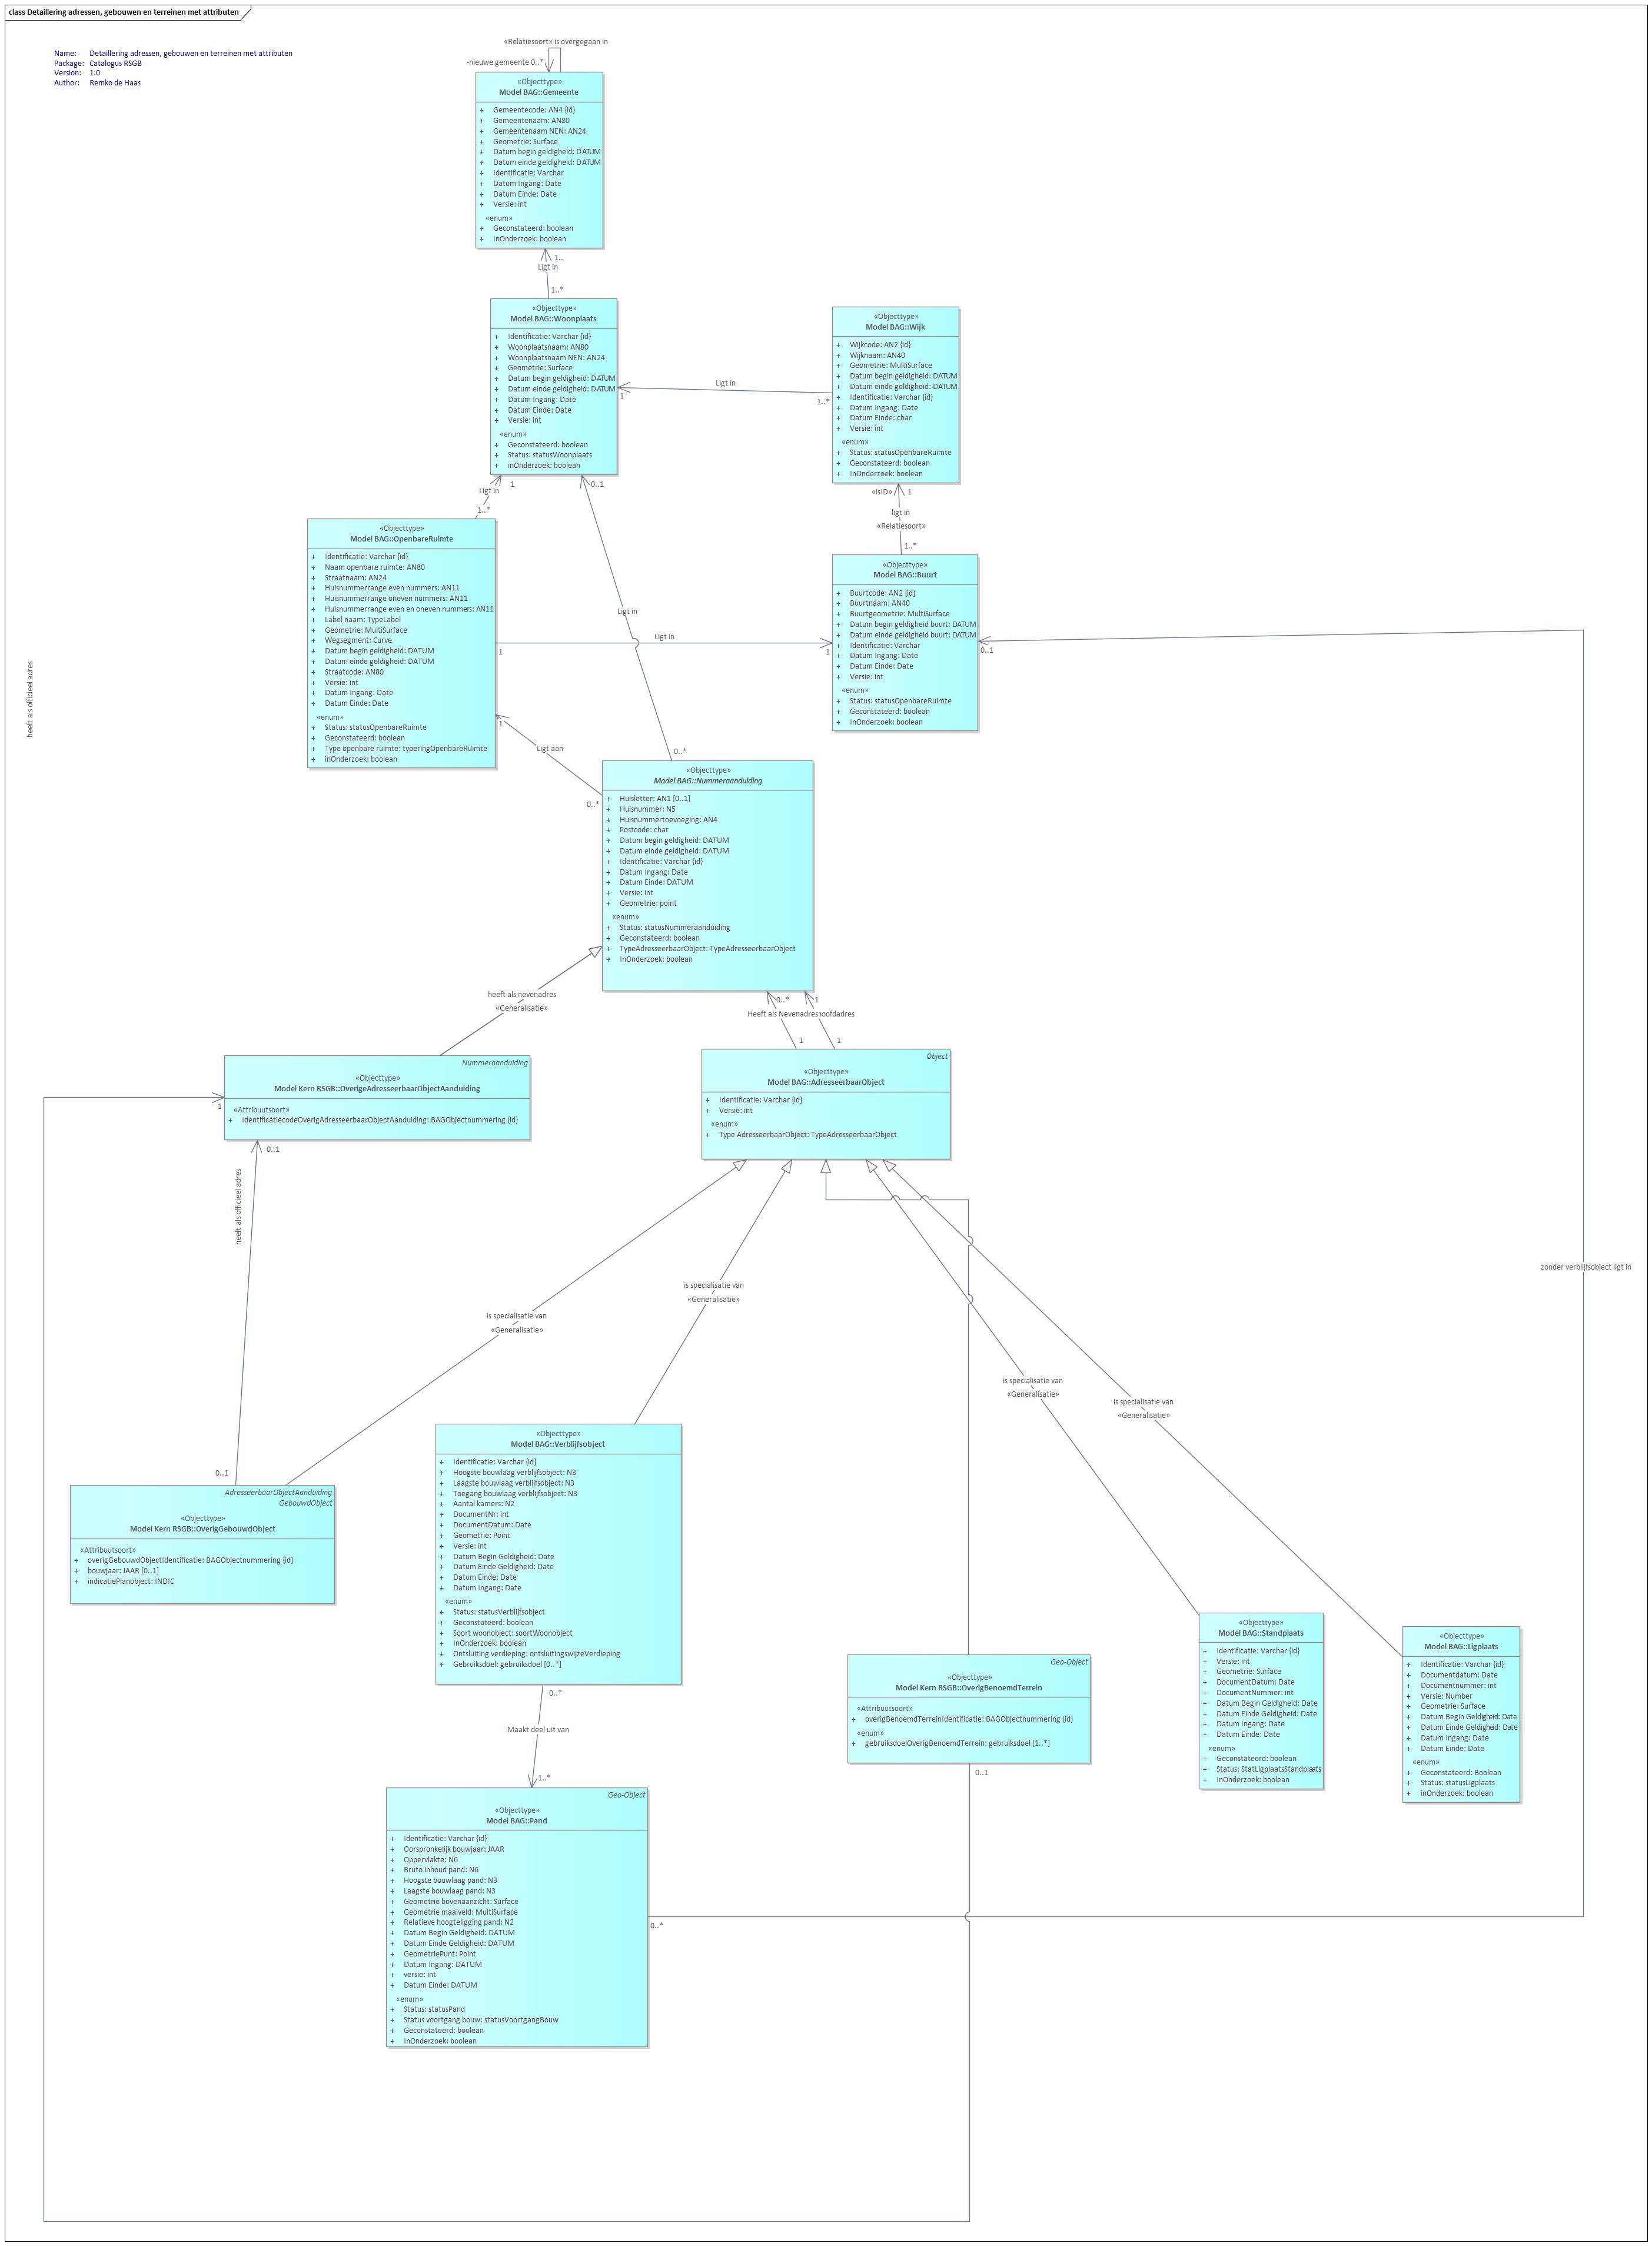 class Detaillering adressen, gebouwen en terreinen met attributen
Name: Detaillering adressen, gebouwen en terreinen met attributen
Package: Catalogus RSGB
Version: 1.0
Author: Remko de Haas
«Relatiesoort» is overgegaan in
-nieuwe gemeente 0..*
«Objecttype»
Model BAG::Gemeente
+ Gemeentecode: AN4 {id}
+ Gemeentenaam: AN80
+ Gemeentenaam NEN: AN24
+ Geometrie: Surface
+ Datum begin geldigheid: DATUM
+ Datum einde geldigheid: DATUM
+ Identificatie: Varchar
+ Datum Ingang: Date
+ Datum Einde: Date
+ Versie: int
«enum»
+ Geconstateerd: boolean
+ InOnderzoek: boolean
1..
Ligt in
1..*
«Objecttype»
Model BAG::Woonplaats
+ Identificatie: Varchar {id}
+ Woonplaatsnaam: AN80
+ Woonplaatsnaam NEN: AN24
+ Geometrie: Surface
+ Datum begin geldigheid: DATUM
+ Datum einde geldigheid: DATUM
+ Datum Ingang: Date
+ Datum Einde: Date
+ Versie: int
«enum»
+ Geconstateerd: boolean
+ Status: statusWoonplaats
+ inOnderzoek: boolean
Ligt in
1
1..*
«Objecttype»
Model BAG::Wijk
+ Wijkcode: AN2 {id}
+ Wijknaam: AN40
+ Geometrie: MultiSurface
+ Datum begin geldigheid: DATUM
+ Datum einde geldigheid: DATUM
+ Identificatie: Varchar {id}
+ Datum Ingang: Date
+ Datum Einde: char
+ Versie: int
«enum»
+ Status: statusOpenbareRuimte
+ Geconstateerd: boolean
+ InOnderzoek: boolean
1
Ligt in
1..*
0..1
«isID» 1
ligt in
«Relatiesoort»
1..*
«Objecttype»
Model BAG::OpenbareRuimte
+ Identificatie: Varchar {id}
+ Naam openbare ruimte: AN80
+ Straatnaam: AN24
+ Huisnummerrange even nummers: AN11
+ Huisnummerrange oneven nummers: AN11
+ Huisnummerrange even en oneven nummers: AN11
+ Label naam: TypeLabel
+ Geometrie: MultiSurface
+ Wegsegment: Curve
+ Datum begin geldigheid: DATUM
+ Datum einde geldigheid: DATUM
+ Straatcode: AN80
+ Versie: int
+ Datum Ingang: Date
+ Datum Einde: Date
«enum»
+ Status: statusOpenbareRuimte
+ Geconstateerd: boolean
+ Type openbare ruimte: typeringOpenbareRuimte
+ inOnderzoek: boolean
«Objecttype»
Model BAG::Buurt
+ Buurtcode: AN2 {id}
+ Buurtnaam: AN40
+ Buurtgeometrie: MultiSurface
+ Datum begin geldigheid buurt: DATUM
+ Datum einde geldigheid buurt: DATUM
+ Identificatie: Varchar
+ Datum Ingang: Date
+ Datum Einde: Date
+ Versie: int
«enum»
+ Status: statusOpenbareRuimte
+ Geconstateerd: boolean
+ InOnderzoek: boolean
Ligt in
Ligt in
1
1
0..1
heeft als officieel adres
1
Ligt aan
0..*
0..*
«Objecttype»
Model BAG::Nummeraanduiding
+ Huisletter: AN1 [0..1]
+ Huisnummer: N5
+ Huisnummertoevoeging: AN4
+ Postcode: char
+ Datum begin geldigheid: DATUM
+ Datum einde geldigheid: DATUM
+ Identificatie: Varchar {id}
+ Datum Ingang: Date
+ Datum Einde: DATUM
+ Versie: int
+ Geometrie: point
«enum»
+ Status: statusNummeraanduiding
+ Geconstateerd: boolean
+ TypeAdresseerbaarObject: TypeAdresseerbaarObject
+ InOnderzoek: boolean
heeft als nevenadres
«Generalisatie»
0..*
1
Heeft als Nevenadres
oofdadres
1
1
Nummeraanduiding
«Objecttype»
Model Kern RSGB::OverigeAdresseerbaarObjectAanduiding
«Attribuutsoort»
+ IdentificatiecodeOverigAdresseerbaarObjectAanduiding: BAGObjectnummering {id}
1
0..1
Object
«Objecttype»
Model BAG::AdresseerbaarObject
+ Identificatie: Varchar {id}
+ Versie: int
«enum»
+ Type AdresseerbaarObject: TypeAdresseerbaarObject
heeft als officieel adres
is specialisatie van
«Generalisatie»
is specialisatie van
«Generalisatie»
zonder verblijfsobject ligt in
is specialisatie van
«Generalisatie»
is specialisatie van
«Generalisatie»
0..1
AdresseerbaarObjectAanduiding
GebouwdObject
«Objecttype»
Model Kern RSGB::OverigGebouwdObject
«Attribuutsoort»
+ overigGebouwdObjectIdentificatie: BAGObjectnummering {id}
+ bouwjaar: JAAR [0..1]
+ indicatiePlanobject: INDIC
«Objecttype»
Model BAG::Verblijfsobject
+ Identificatie: Varchar {id}
+ Hoogste bouwlaag verblijfsobject: N3
+ Laagste bouwlaag verblijfsobject: N3
+ Toegang bouwlaag verblijfsobject: N3
+ Aantal kamers: N2
+ DocumentNr: int
+ DocumentDatum: Date
+ Geometrie: Point
+ Versie: int
+ Datum Begin Geldigheid: Date
+ Datum Einde Geldigheid: Date
+ Datum Einde: Date
+ Datum Ingang: Date
«enum»
+ Status: statusVerblijfsobject
+ Geconstateerd: boolean
+ Soort woonobject: soortWoonobject
+ InOnderzoek: boolean
+ Ontsluiting verdieping: ontsluitingswijzeVerdieping
+ Gebruiksdoel: gebruiksdoel [0..*]
0..*
Maakt deel uit van
1..*
Geo-Object
«Objecttype»
Model Kern RSGB::OverigBenoemdTerrein
«Attribuutsoort»
+ overigBenoemdTerreinIdentificatie: BAGObjectnummering {id}
«enum»
+ gebruiksdoelOverigBenoemdTerrein: gebruiksdoel [1..*]
0..1
«Objecttype»
Model BAG::Standplaats
+ Identificatie: Varchar {id}
+ Versie: int
+ Geometrie: Surface
+ DocumentDatum: Date
+ DocumentNummer: int
+ Datum Begin Geldigheid: Date
+ Datum Einde Geldigheid: Date
+ Datum Ingang: Date
+ Datum Einde: Date
«enum»
+ Geconstateerd: boolean
+ Status: StatLigplaatsStandplaats
+ InOnderzoek: boolean
«Objecttype»
Model BAG::Ligplaats
+ Identificatie: Varchar {id}
+ Documentdatum: Date
+ Documentnummer: int
+ Versie: Number
+ Geometrie: Surface
+ Datum Begin Geldigheid: Date
+ Datum Einde Geldigheid: Date
+ Datum Ingang: Date
+ Datum Einde: Date
«enum»
+ Geconstateerd: Boolean
+ Status: statusLigplaats
+ inOnderzoek: boolean
Geo-Object
«Objecttype»
Model BAG::Pand
+ Identificatie: Varchar {id}
+ Oorspronkelijk bouwjaar: JAAR
+ Oppervlakte: N6
+ Bruto inhoud pand: N6
+ Hoogste bouwlaag pand: N3
+ Laagste bouwlaag pand: N3
+ Geometrie bovenaanzicht: Surface
+ Geometrie maaiveld: MultiSurface
+ Relatieve hoogteligging pand: N2
+ Datum Begin Geldigheid: DATUM
+ Datum Einde Geldigheid: DATUM
+ GeometriePunt: Point
+ Datum Ingang: DATUM
+ versie: int
+ Datum Einde: DATUM
«enum»
+ Status: statusPand
+ Status voortgang bouw: statusVoortgangBouw
+ Geconstateerd: boolean
+ InOnderzoek: boolean
0..*